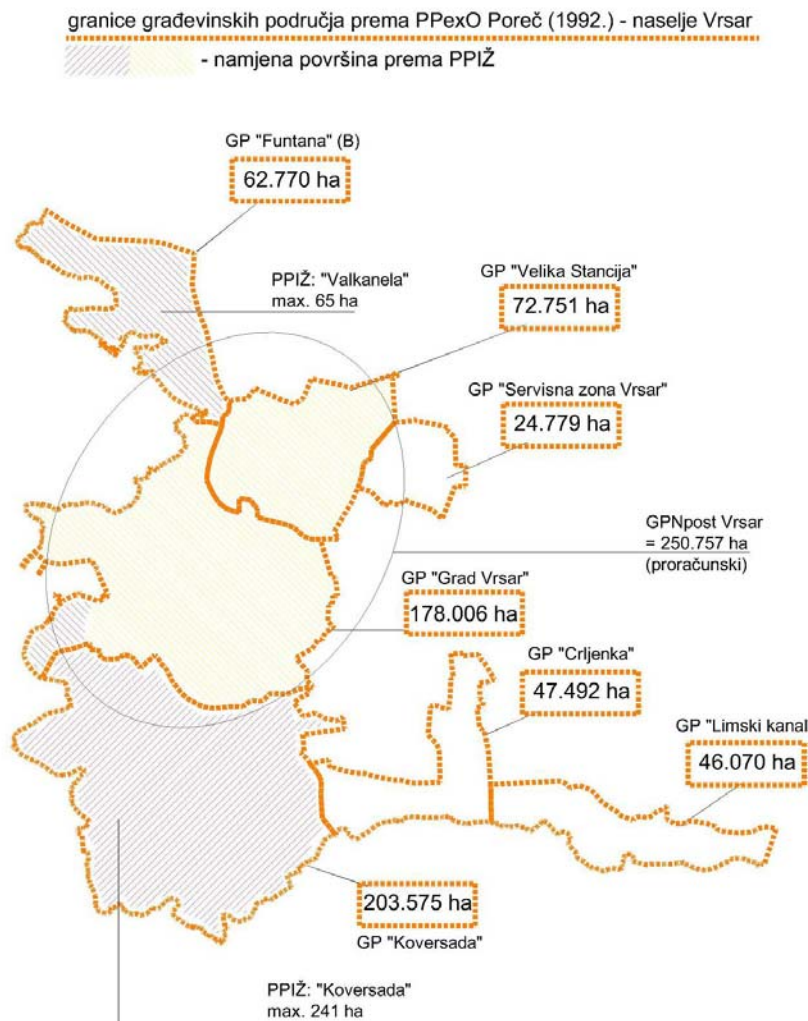 granice građevinskih područja prema PPexO Poreč (1992.) - naselje Vrsar
- namjena površina prema PPIŽ
GP "Funtana" (B)
62.770 ha
PPIŽ: "Valkanela"
max. 65 ha
GP "Velika Stancija"
72.751 ha
GP "Servisna zona Vrsar"
24.779 ha
GPNpost Vrsar
= 250.757 ha
(proračunski)
GP "Grad Vrsar"
178.006 ha
GP "Crljenka"
47.492 ha
GP "Limski kanal
46.070 ha
203.575 ha
GP "Koversada"
PPIŽ: "Koversada"
max. 241 ha